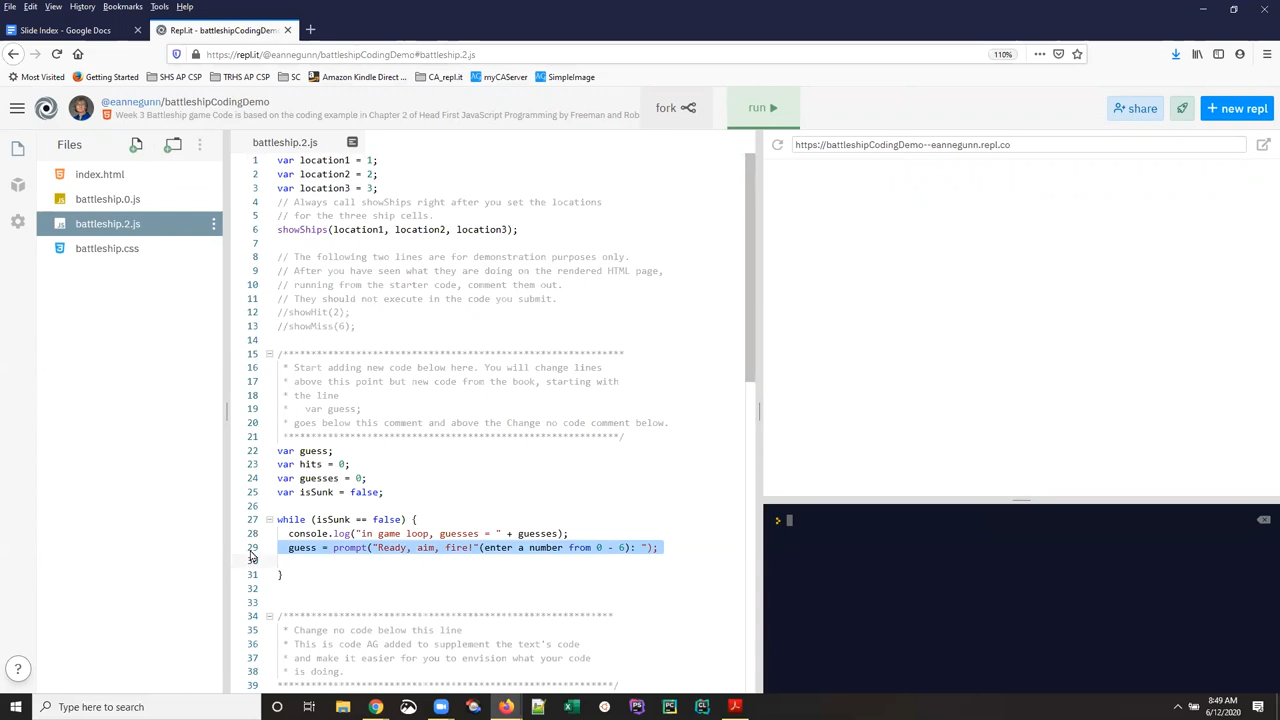 File Edit View History Bookmarks Tools Help
Slide Index – Google Docs
Repl.it - battleshipCodingDemo
https://repl.it/@eannegunn/battleshipCodingDemo#battleship.2.js
110%
Most Visited Getting Started SHS AP CSP TRHS AP CSP SC Amazon Kindle Direct ... CA_repl.it myCAServer SimpleImage
@eannegunn/battleshipCodingDemo
Week 3 Battleship game Code is based on the coding example in Chapter 2 of Head First JavaScript Programming by Freeman and Rob
fork
run
share
+ new repl
Files
index.html
battleship.0.js
battleship.2.js
battleship.css
battleship.2.js
https://battleshipCodingDemo--eannegunn.repl.co
1 var location1 = 1;
2 var location2 = 2;
3 var location3 = 3;
4 // Always call showShips right after you set the locations
5 // for the three ship cells.
6 showShips(location1, location2, location3);
7
8 // The following two lines are for demonstration purposes only.
9 // After you have seen what they are doing on the rendered HTML page,
10 // running from the starter code, comment them out.
11 // They should not execute in the code you submit.
12 //showHit(2);
13 //showMiss(6);
14
15 /*************************************************************
16 * Start adding new code below here. You will change lines
17 * above this point but new code from the book, starting with
18 * the line
19 * var guess;
20 * goes below this comment and above the Change no code comment below.
21 *************************************************************/
22 var guess;
23 var hits = 0;
24 var guesses = 0;
25 var isSunk = false;
26
27 while (isSunk == false) {
28 console.log("in game loop, guesses = " + guesses);
29 guess = prompt("Ready, aim, fire!"(enter a number from 0 - 6): ");
30
31 }
32
33
34 /***********************************************************
35 * Change no code below this line
36 * This is code AG added to supplement the text's code
37 * and make it easier for you to envision what your code
38 * is doing.
39 ************************************************************/
?
Type here to search
8:49 AM
6/12/2020